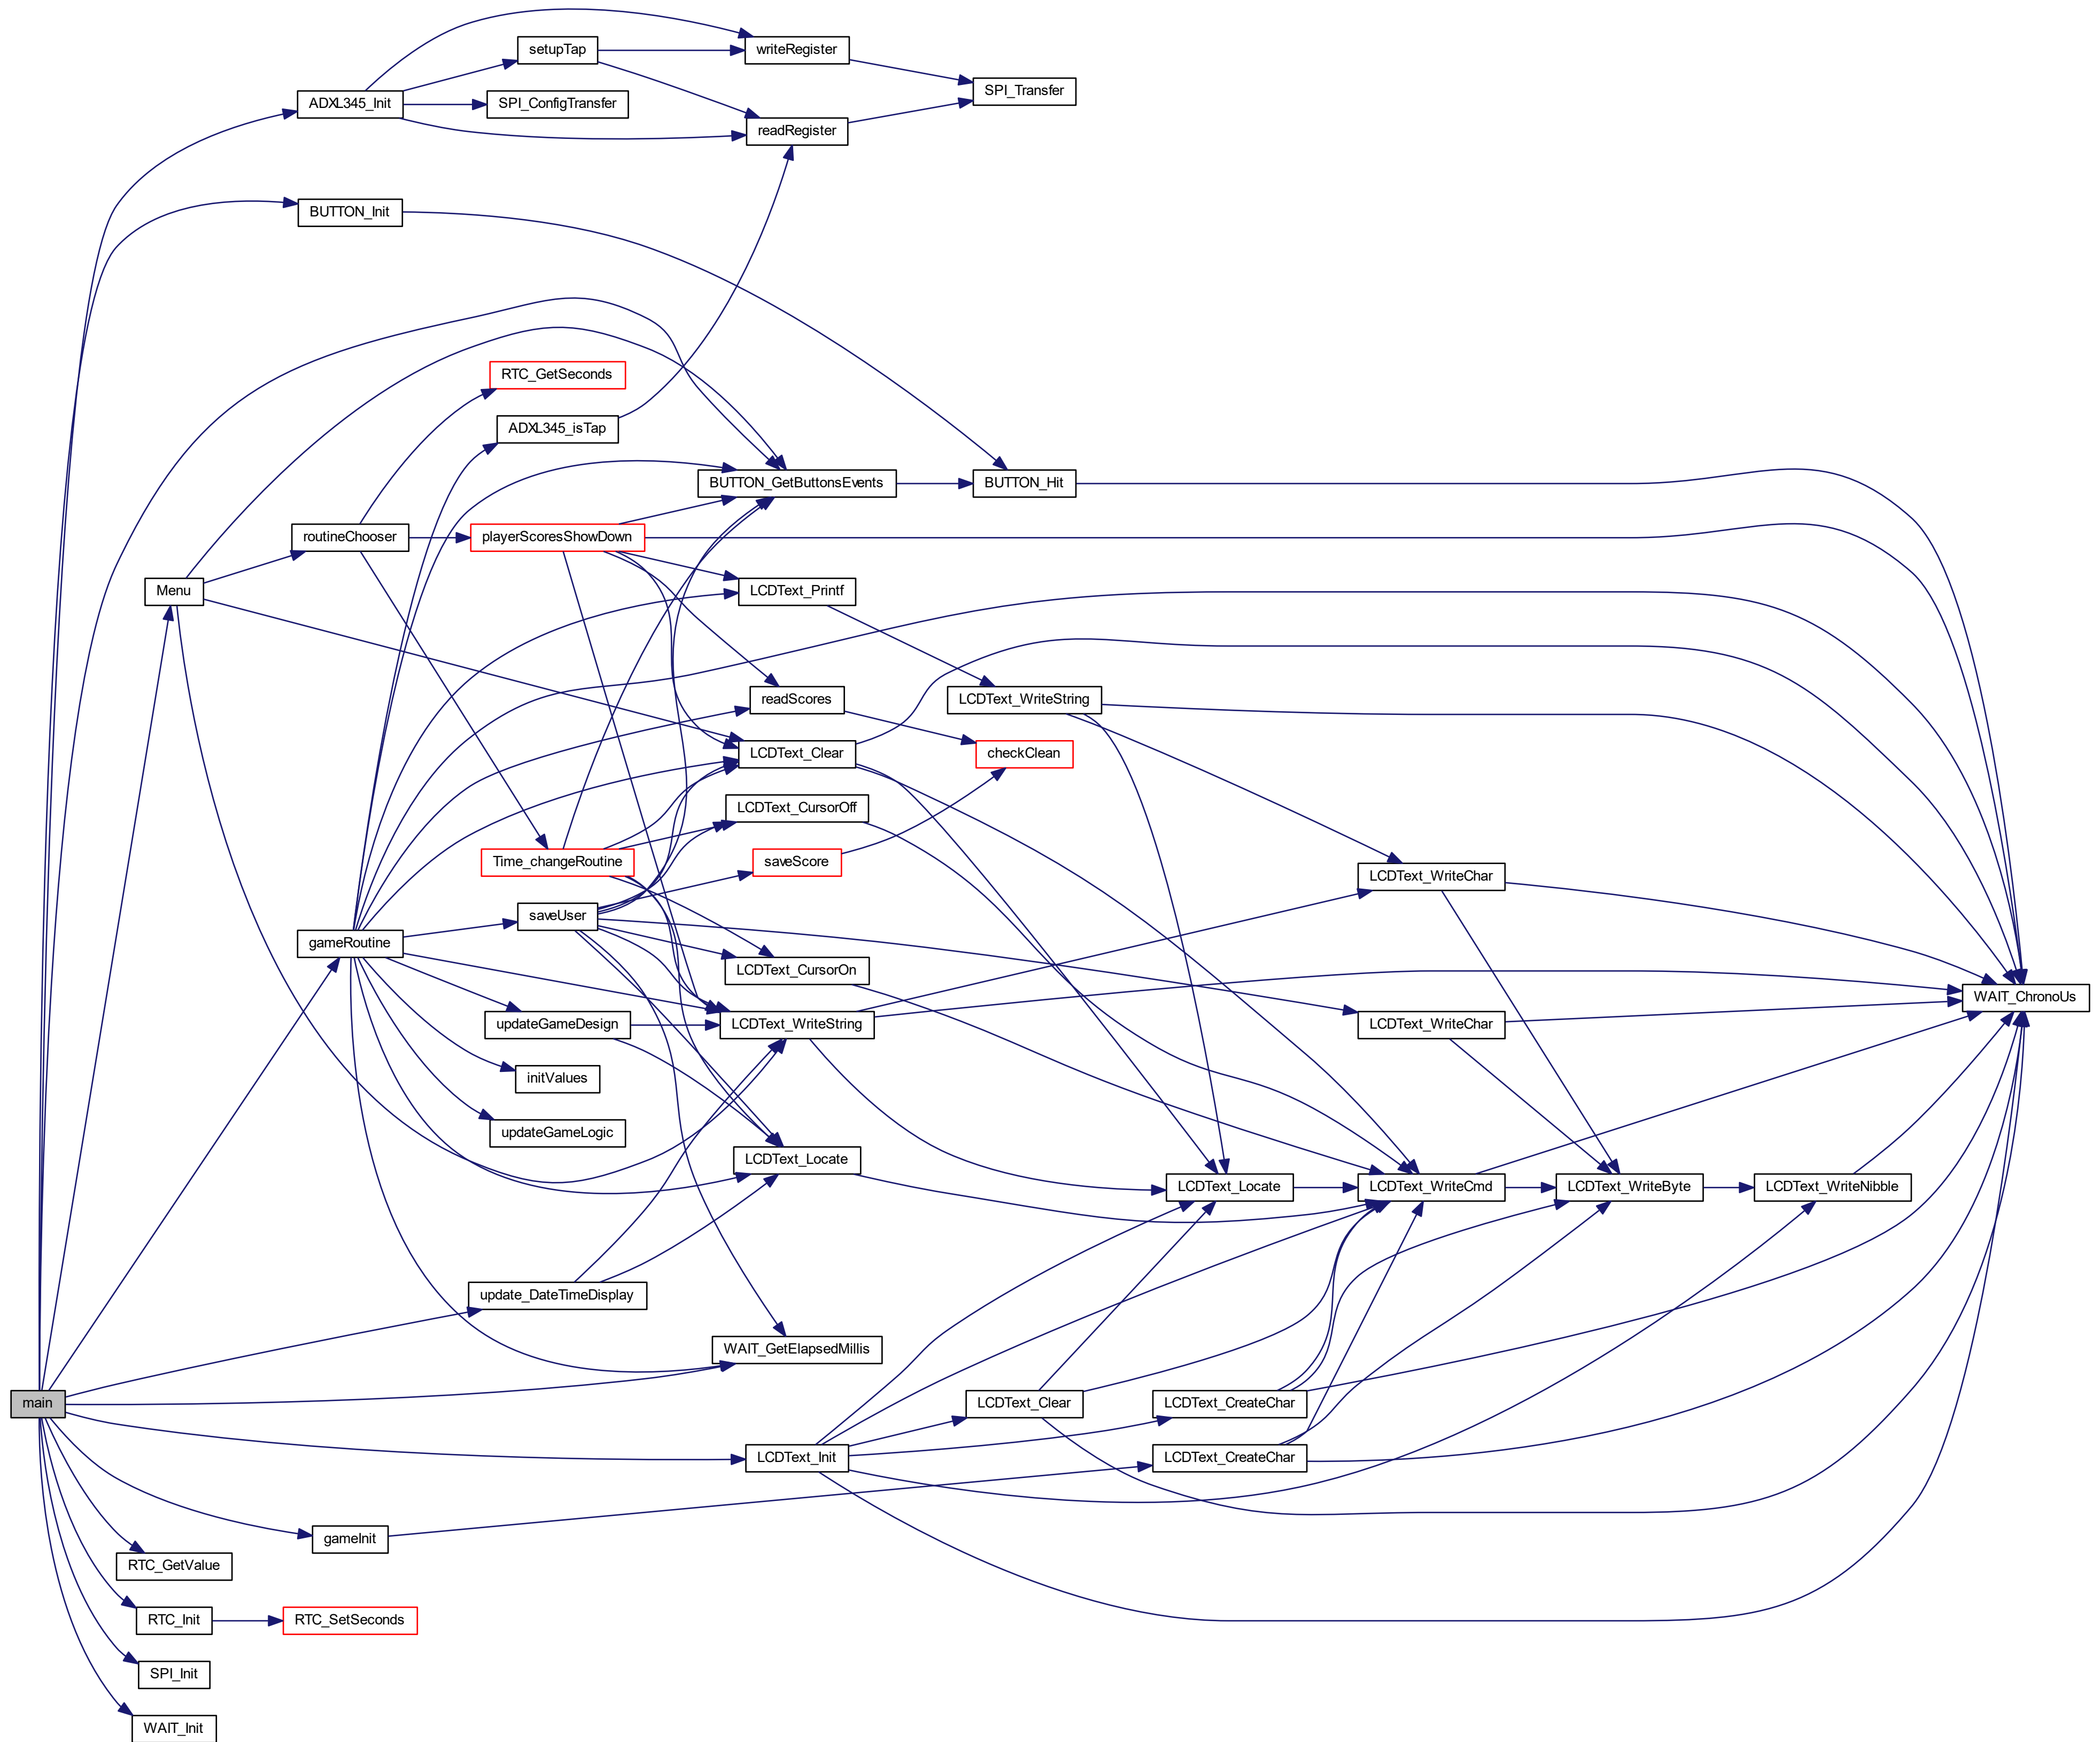 setupTap
writeRegister
ADXL345_Init
SPI_ConfigTransfer
SPI_Transfer
readRegister
BUTTON_Init
RTC_GetSeconds
ADXL345_isTap
BUTTON_GetButtonsEvents
BUTTON_Hit
routineChooser
playerScoresShowDown
Menu
LCDText_Printf
readScores
LCDText_WriteString
LCDText_Clear
checkClean
LCDText_CursorOff
Time_changeRoutine
saveScore
LCDText_WriteChar
saveUser
gameRoutine
LCDText_CursorOn
WAIT_ChronoUs
updateGameDesign
LCDText_WriteString
LCDText_WriteChar
initValues
updateGameLogic
LCDText_Locate
LCDText_Locate
LCDText_WriteCmd
LCDText_WriteByte
LCDText_WriteNibble
update_DateTimeDisplay
WAIT_GetElapsedMillis
main
LCDText_Clear
LCDText_CreateChar
LCDText_Init
LCDText_CreateChar
gameInit
RTC_GetValue
RTC_Init
RTC_SetSeconds
SPI_Init
WAIT_Init